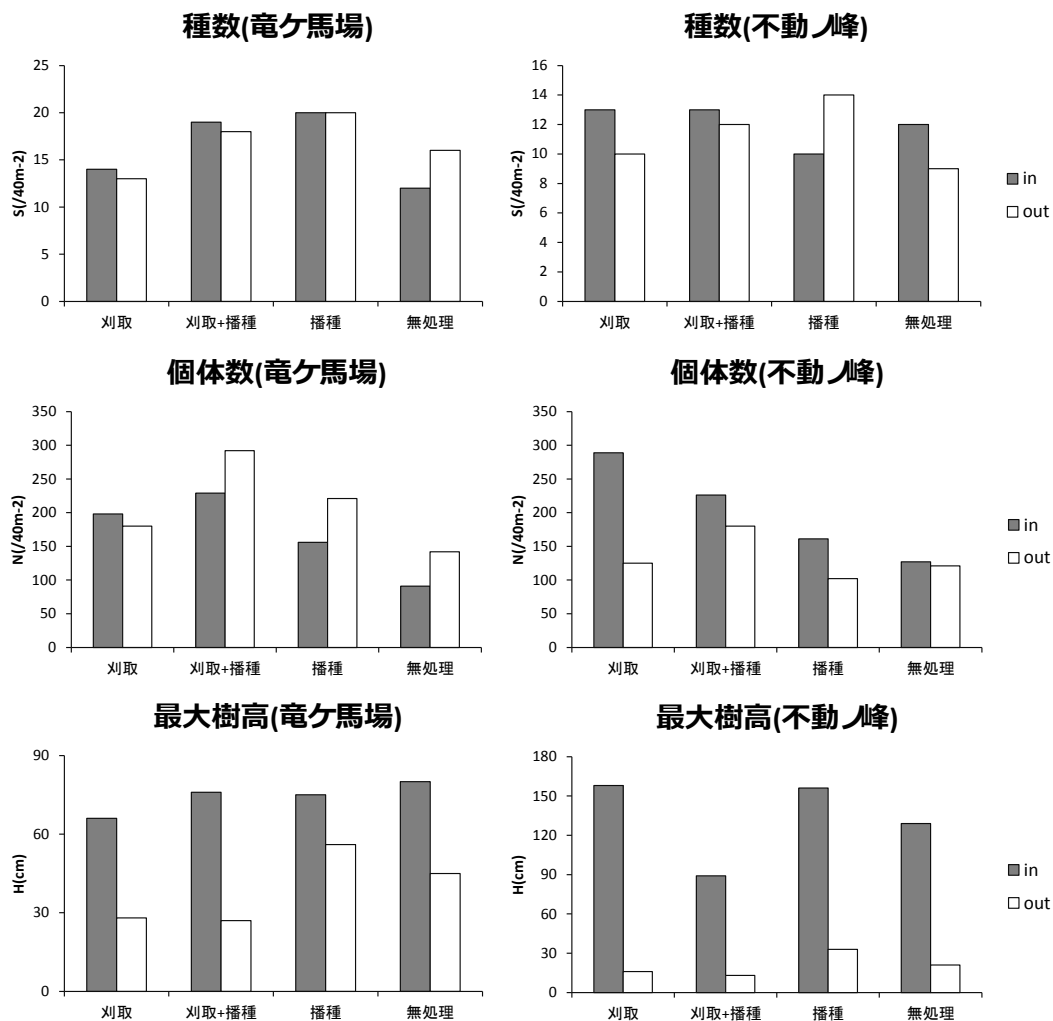 種数(竜ケ馬場)
25
20
15
10
5
0
S(/40m-2)
刈取
刈取+播種
播種
無処理
種数(不動ノ峰)
16
14
12
10
8
6
4
2
0
S(/40m-2)
刈取
刈取+播種
播種
無処理
in
out
個体数(竜ケ馬場)
350
300
250
200
150
100
50
0
N(/40m-2)
刈取
刈取+播種
播種
無処理
個体数(不動ノ峰)
350
300
250
200
150
100
50
0
N(/40m-2)
刈取
刈取+播種
播種
無処理
in
out
最大樹高(竜ケ馬場)
90
60
30
0
H(cm)
刈取
刈取+播種
播種
無処理
最大樹高(不動ノ峰)
180
150
120
90
60
30
0
H(cm)
刈取
刈取+播種
播種
無処理
in
out